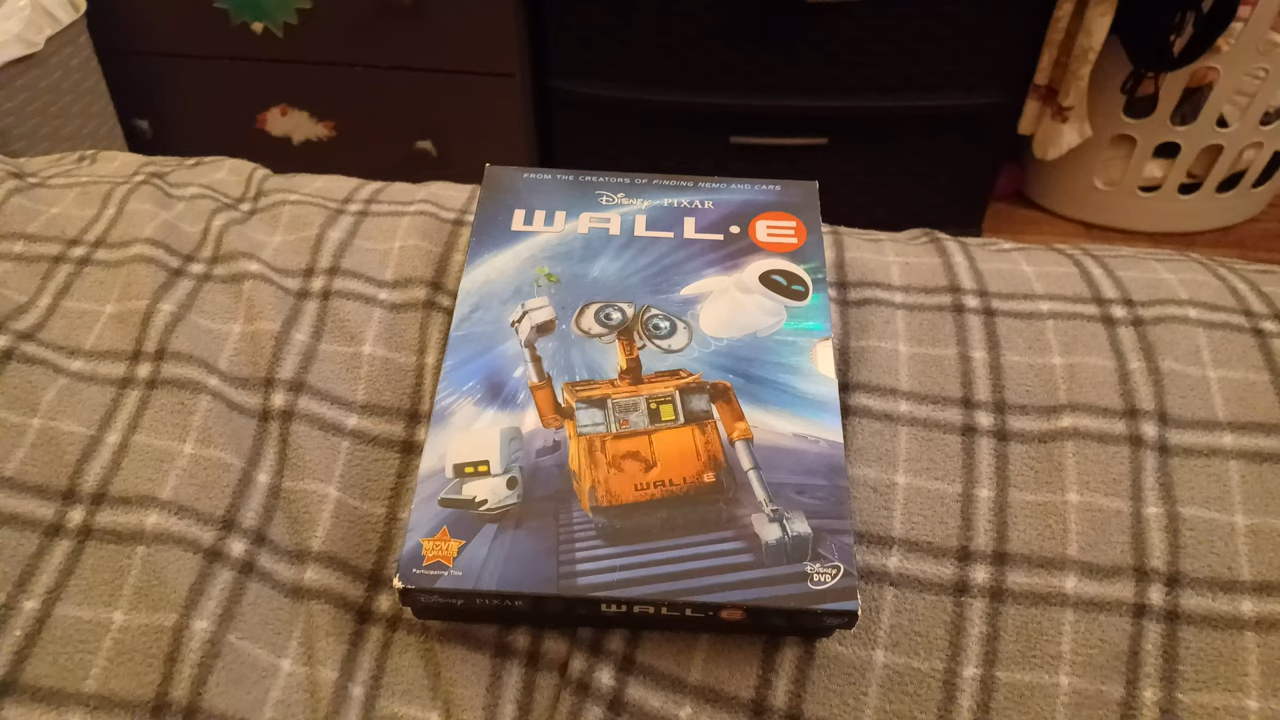 FROM THE CREATORS OF FINDING NEMO AND CARS
Disney·PIXAR
WALL·E
WALL·E
MOVIE
REWARDS
Participating Title
Disney
DVD
Disney · PIXAR
WALL·E